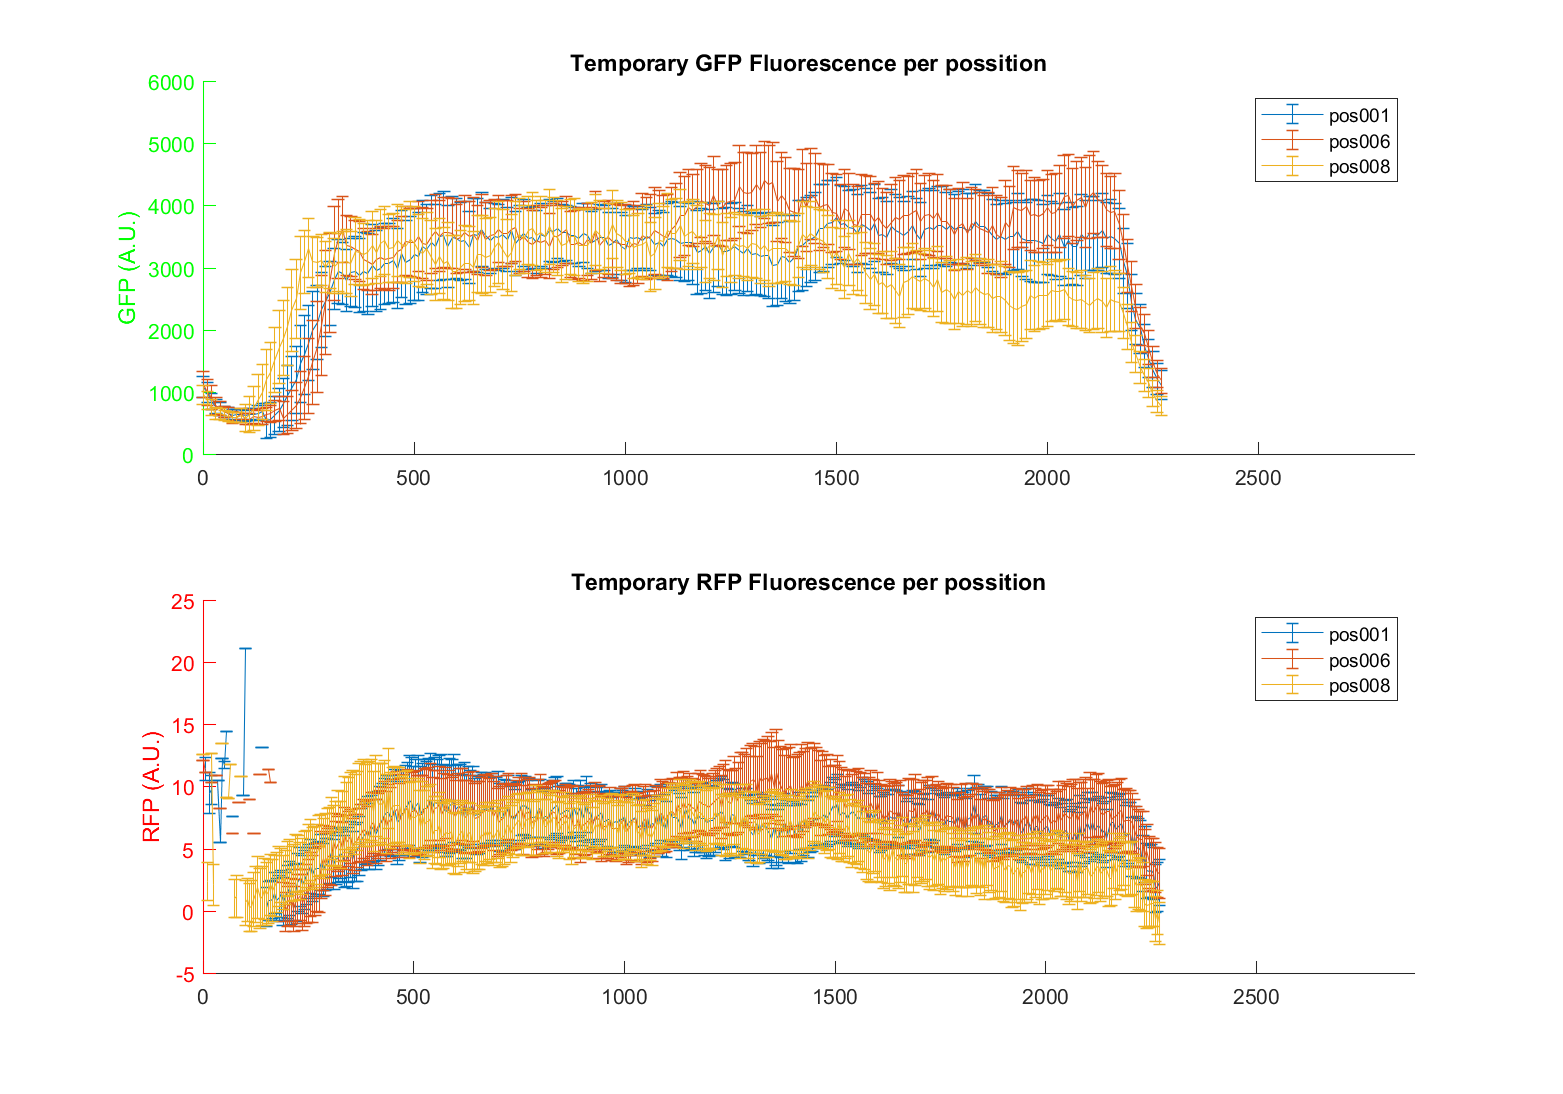 Temporary GFP Fluorescence per possition
6000
5000
4000
3000
2000
1000
0
GFP (A.U.)
0 500 1000 1500 2000 2500
pos001
pos006
pos008
Temporary RFP Fluorescence per possition
25
20
15
10
5
0
-5
RFP (A.U.)
0 500 1000 1500 2000 2500
pos001
pos006
pos008